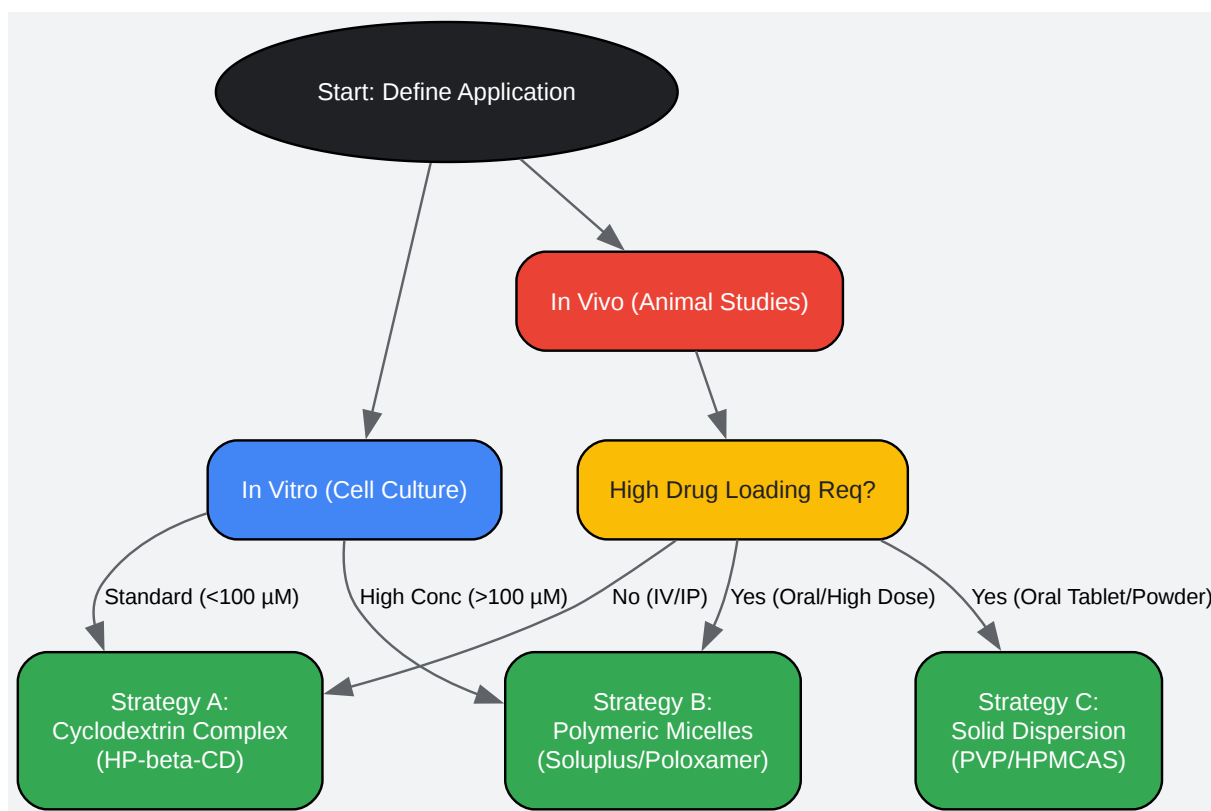 Start: Define Application
In Vivo (Animal Studies)
In Vitro (Cell Culture)
High Drug Loading Req?
Standard (<100 µM)
High Conc (>100 µM)
No (IV/IP)
Yes (Oral/High Dose)
Yes (Oral Tablet/Powder)
Strategy A:
Cyclodextrin Complex
(HP-beta-CD)
Strategy B:
Polymeric Micelles
(Soluplus/Poloxamer)
Strategy C:
Solid Dispersion
(PVP/HPMCAS)